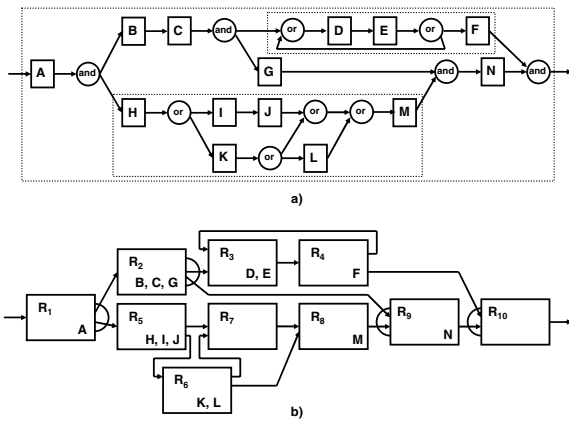 B C and or D E or F
A and G and N and
H or I J or or M
K or L
a)
R3 R4
R2
D, E F
B, C, G
R1 R9 R10
A R5 R7 R8
N
H, I, J M
R6
K, L
b)